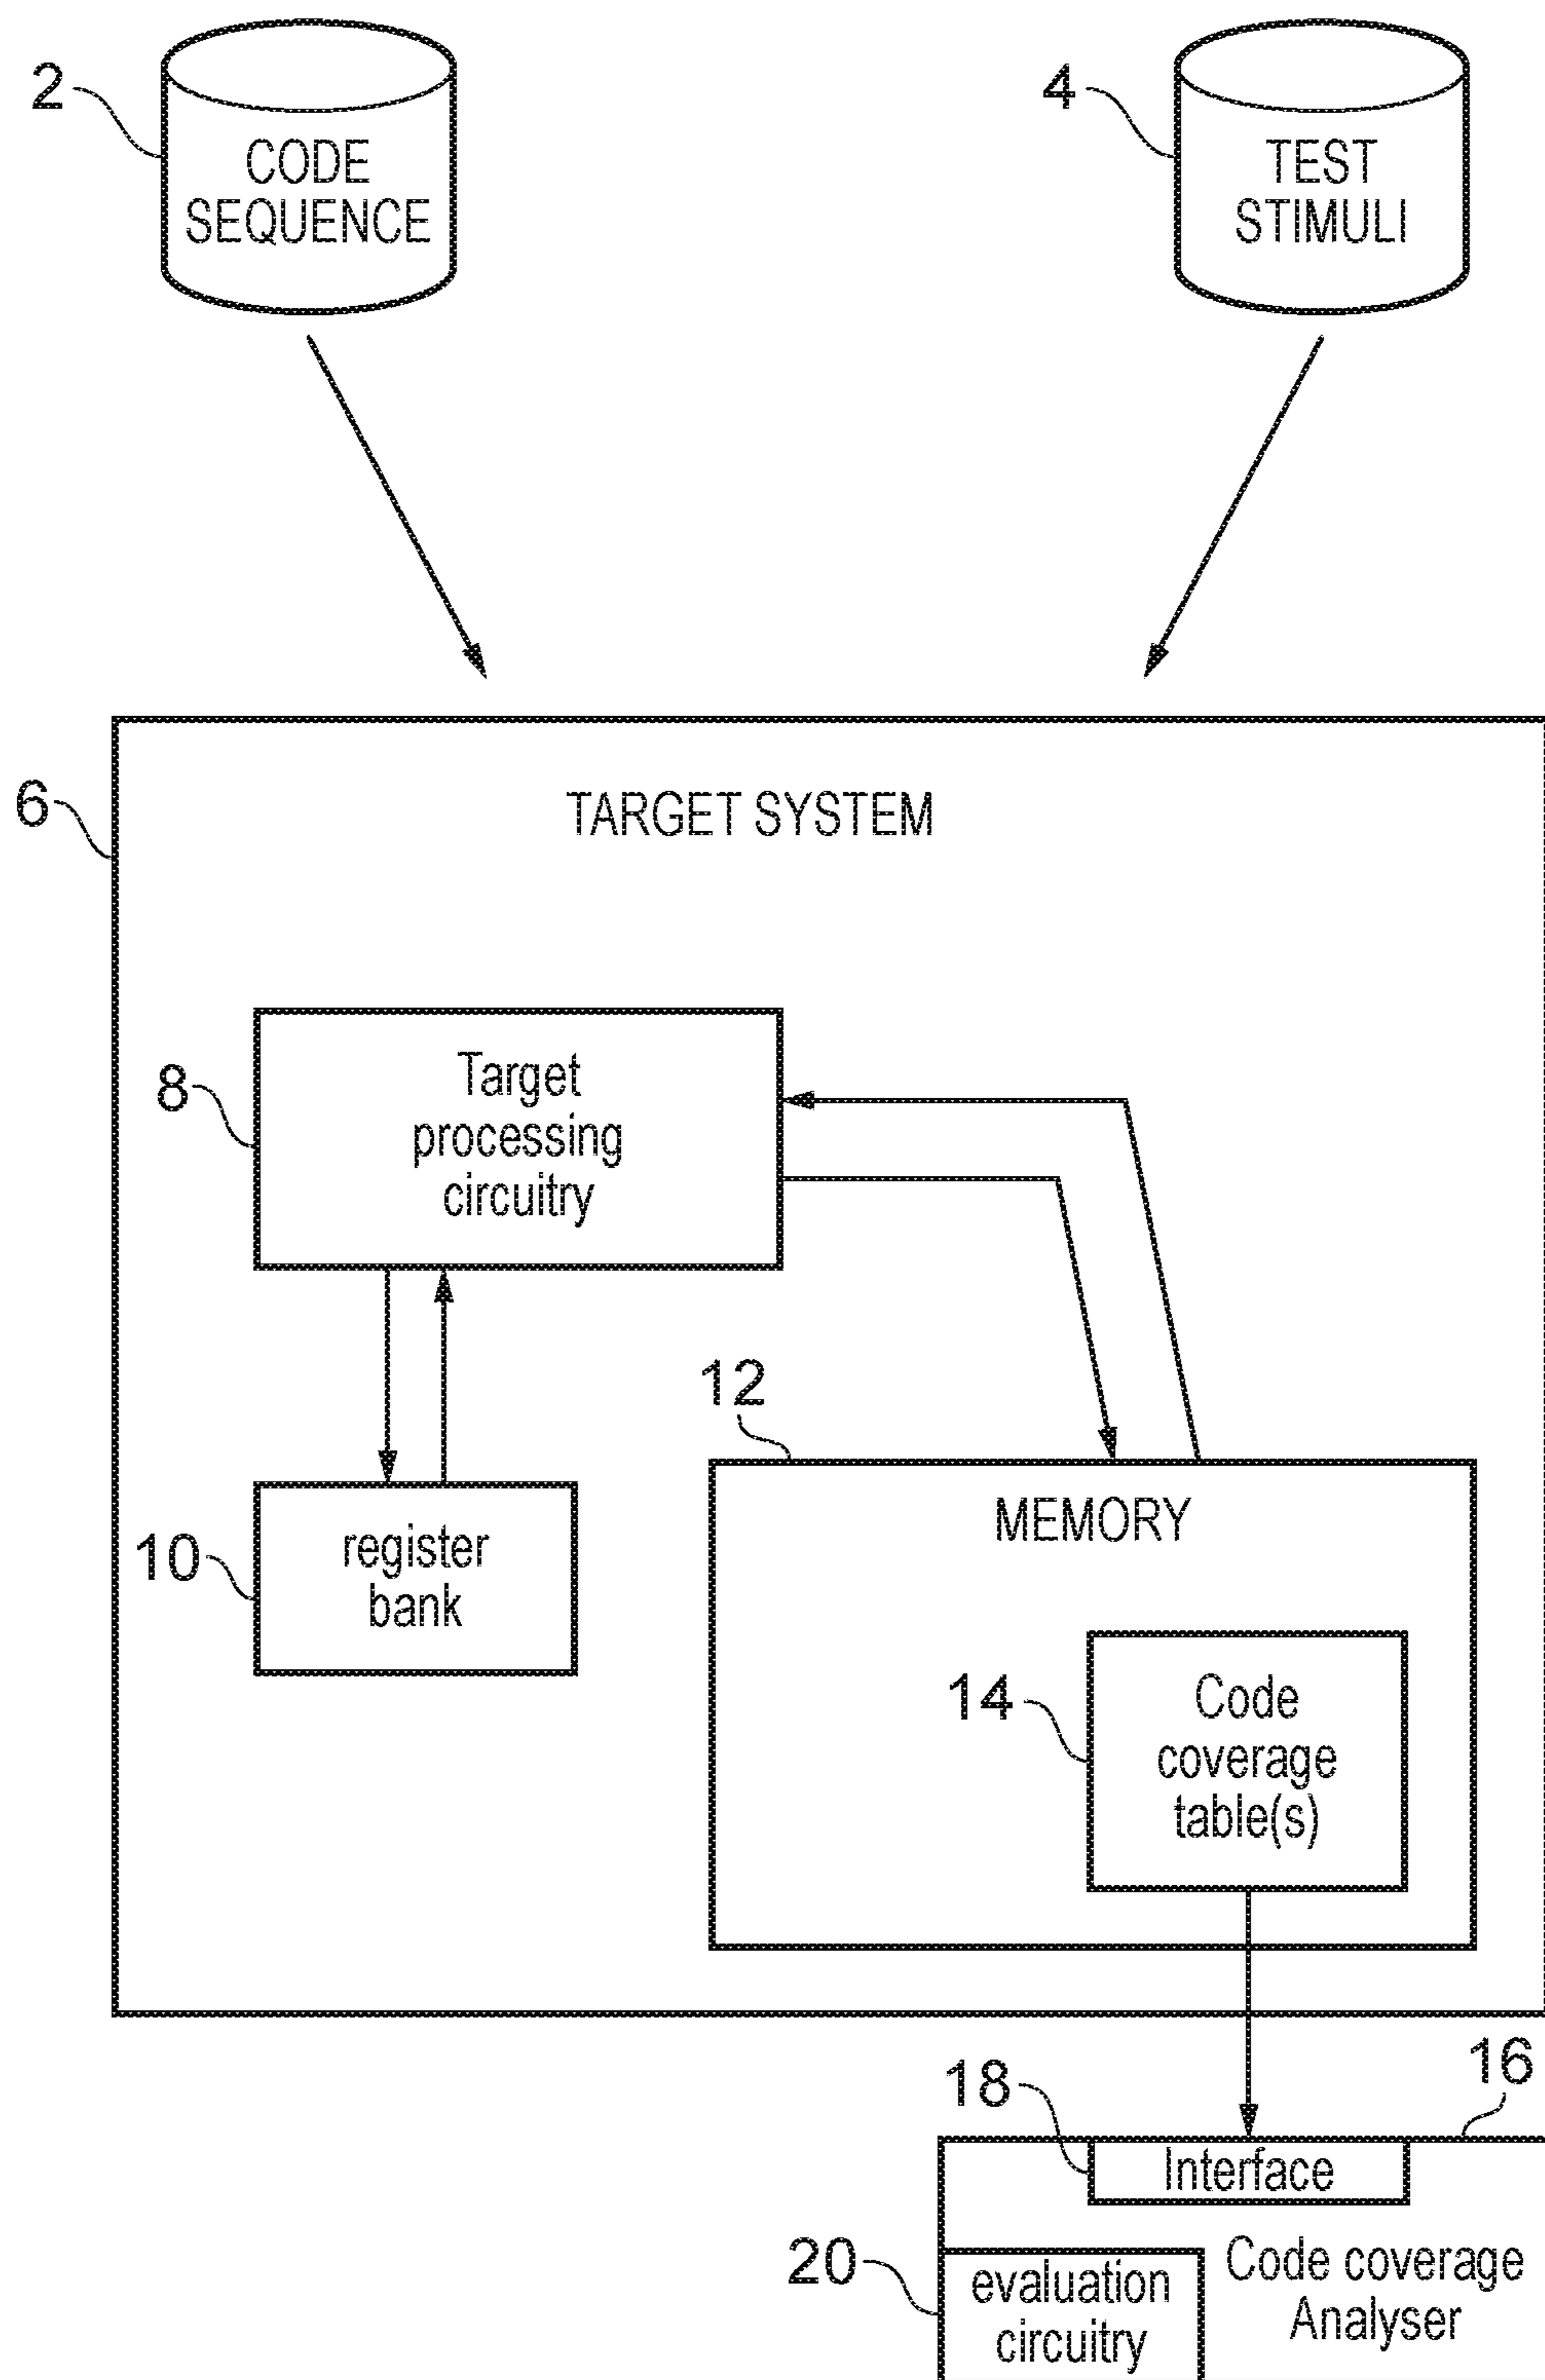 2
CODE
SEQUENCE
4
TEST
STIMULI
6
TARGET SYSTEM
8
Target
processing
circuitry
12
MEMORY
10
register
bank
14
Code
coverage
table(s)
18
16
Interface
20
evaluation
circuitry
Code coverage
Analyser